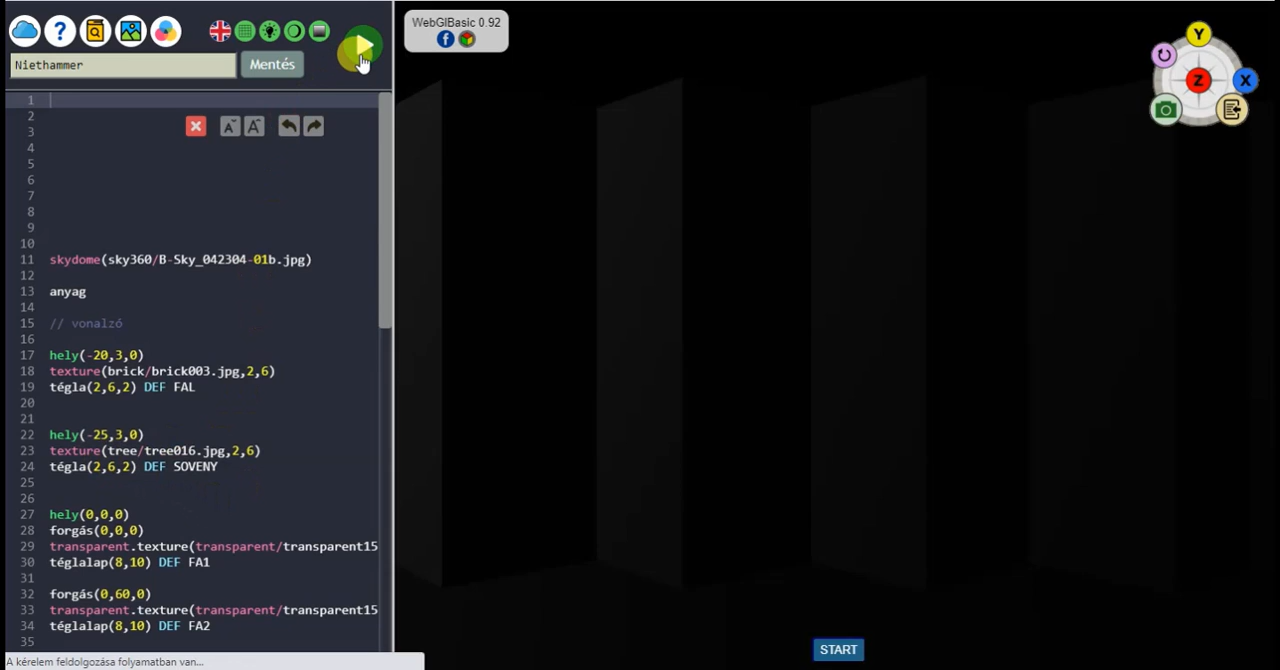 WebGlBasic 0.92
f
?
Y
X
Z
Niethammer
Mentés
A A
1
2
3
4
5
6
7
8
9
10
11 skydome(sky360/B-Sky_042304-01b.jpg)
12
13 anyag
14
15 // vonalzó
16
17 hely(-20,3,0)
18 texture(brick/brick003.jpg,2,6)
19 tégla(2,6,2) DEF FAL
20
21
22 hely(-25,3,0)
23 texture(tree/tree016.jpg,2,6)
24 tégla(2,6,2) DEF SOVENY
25
26
27 hely(0,0,0)
28 forgás(0,0,0)
29 transparent.texture(transparent/transparent15
30 téglalap(8,10) DEF FA1
31
32 forgás(0,60,0)
33 transparent.texture(transparent/transparent15
34 téglalap(8,10) DEF FA2
35
START
A kérelem feldolgozása folyamatban van...